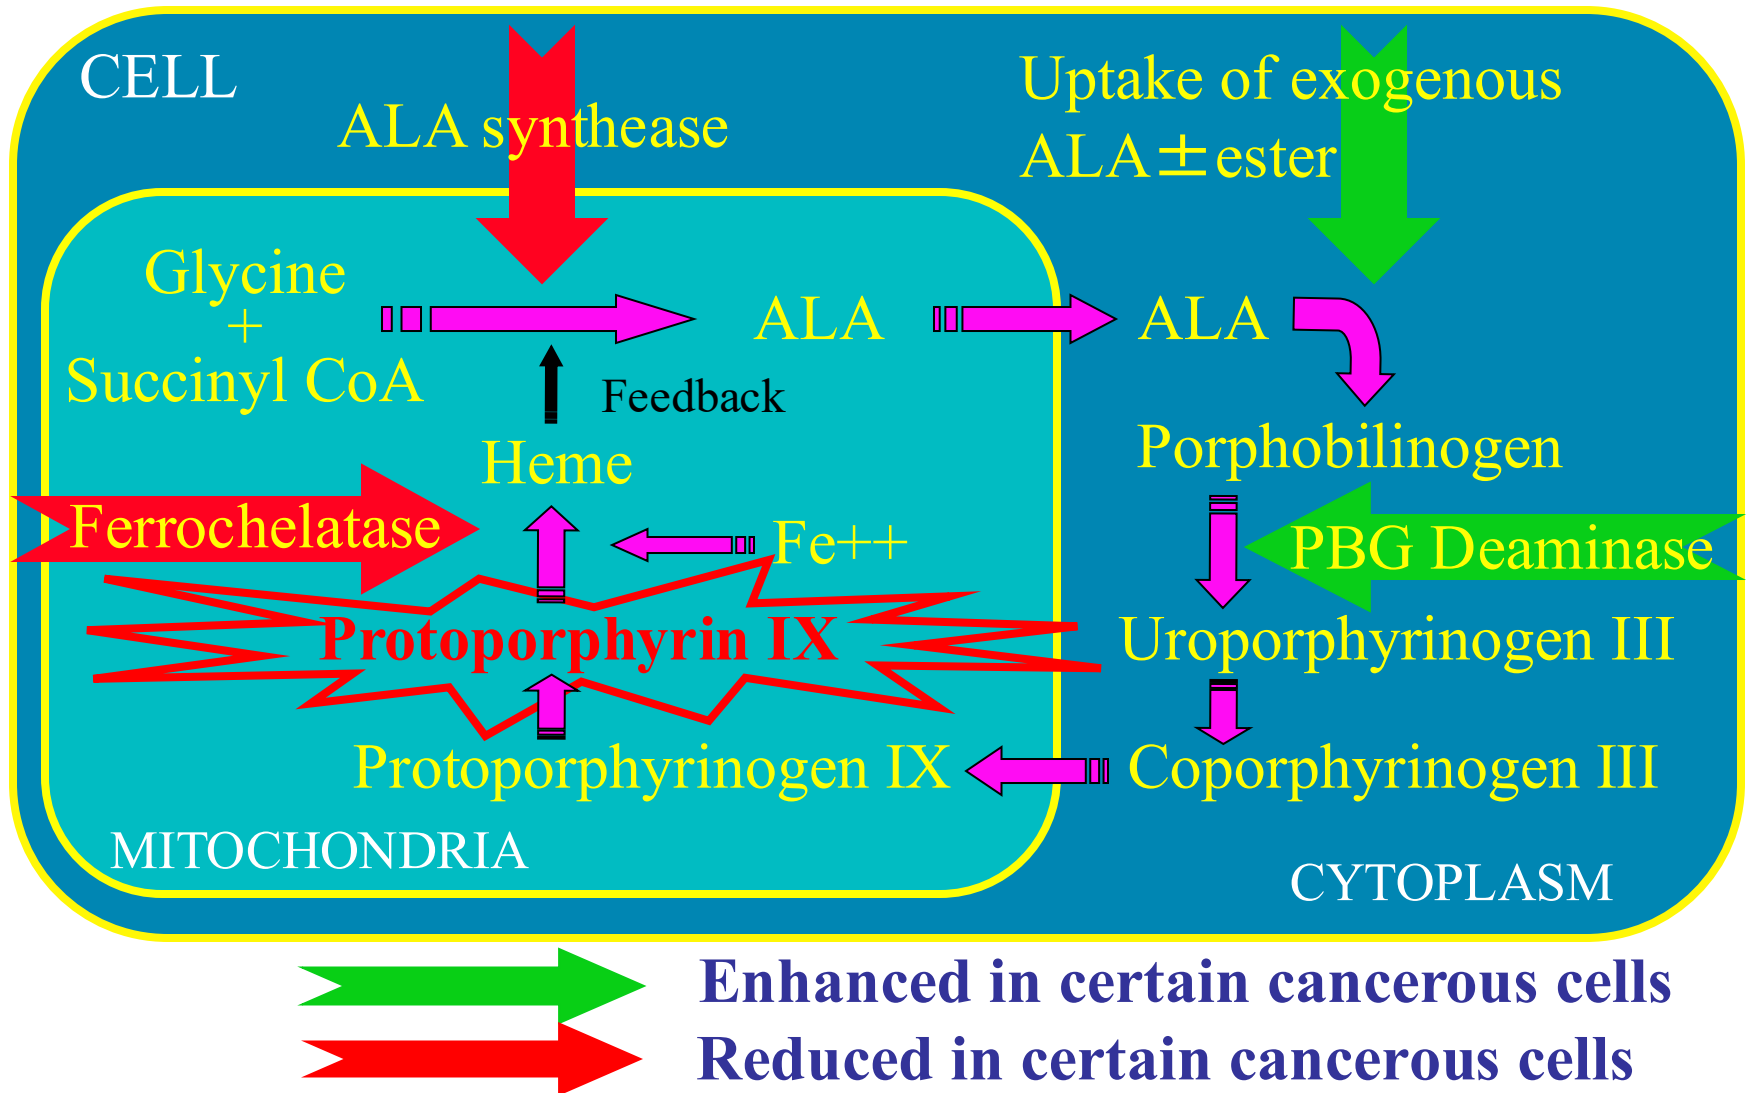 CELL
ALA synthease
Uptake of exogenous
ALA±ester
Glycine
+
Succinyl CoA
ALA
ALA
Feedback
Heme
Porphobilinogen
Ferrochelatase
Fe++
PBG Deaminase
Protoporphyrin IX
Uroporphyrinogen III
Protoporphyrinogen IX
Coporphyrinogen III
MITOCHONDRIA
CYTOPLASM
Enhanced in certain cancerous cells
Reduced in certain cancerous cells